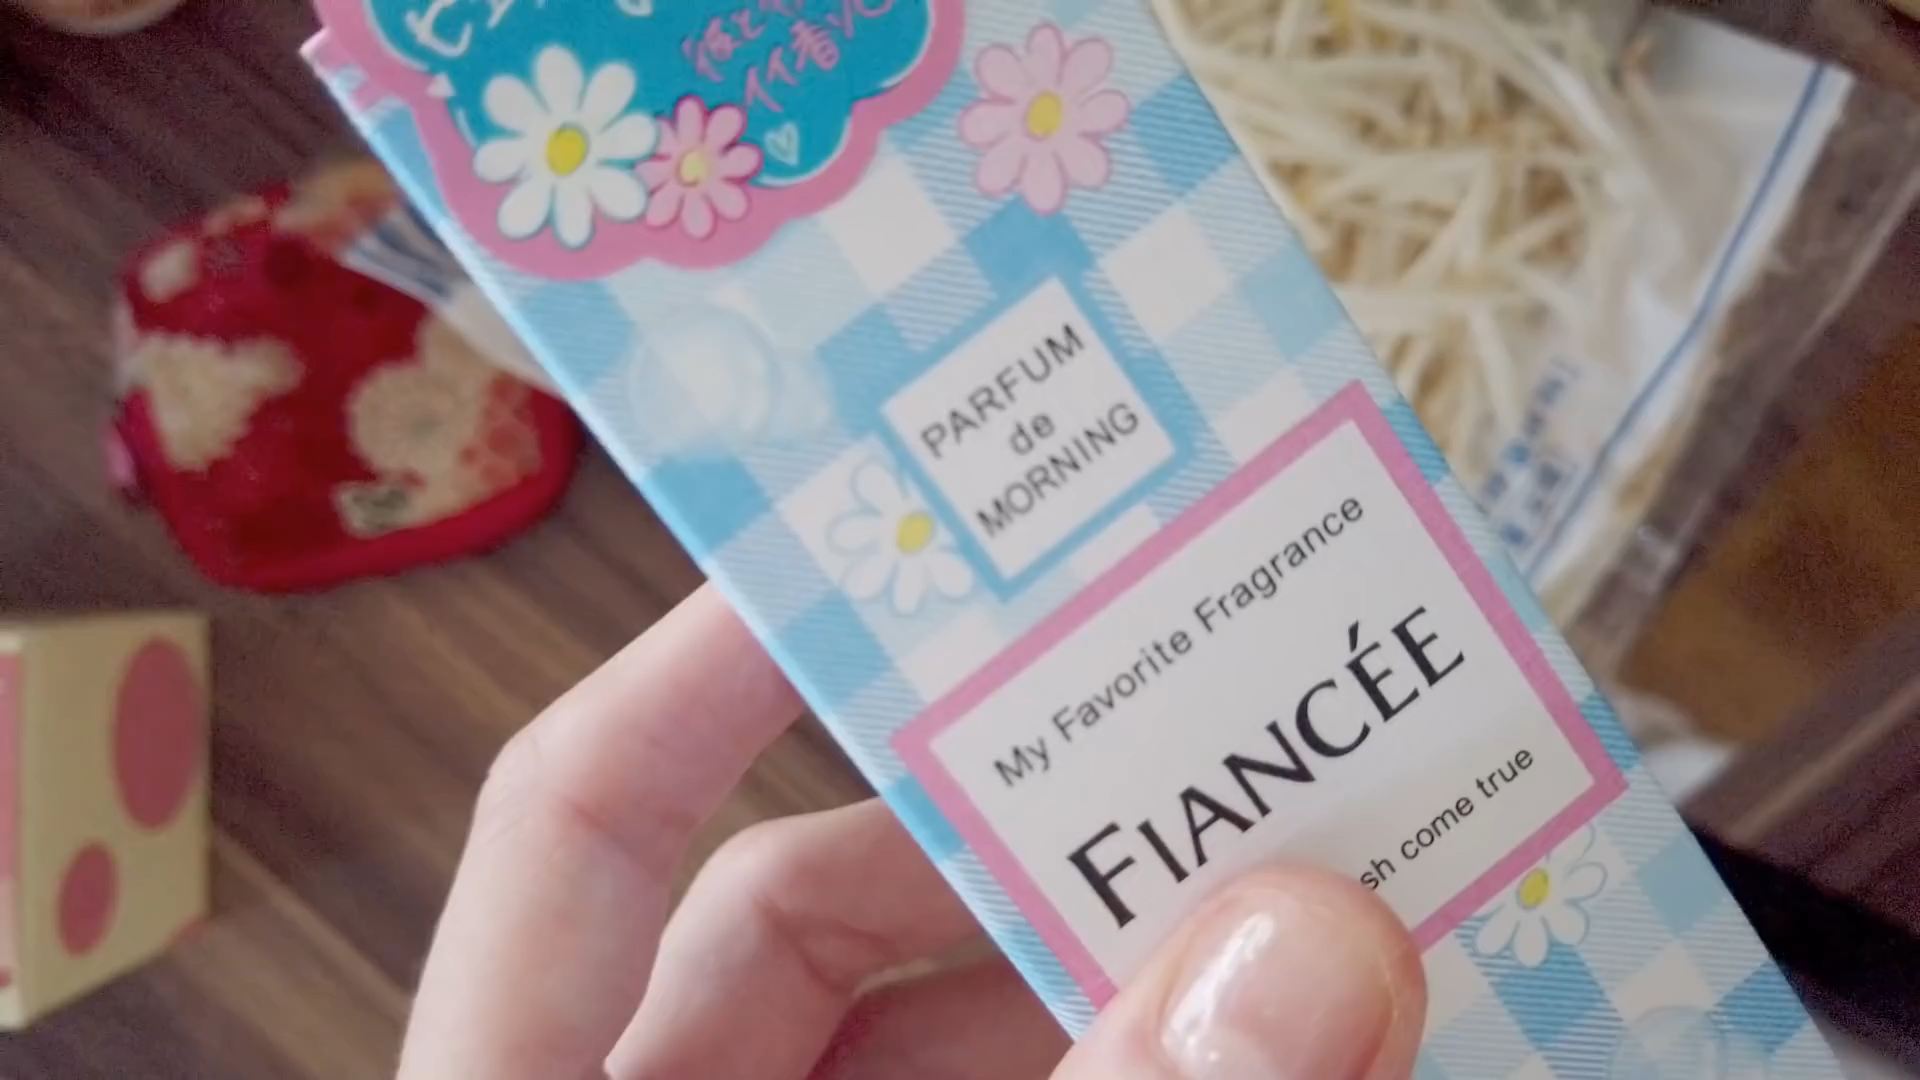 PARFUM
de
MORNING
My Favorite Fragrance
FIANCÉE
sh come true